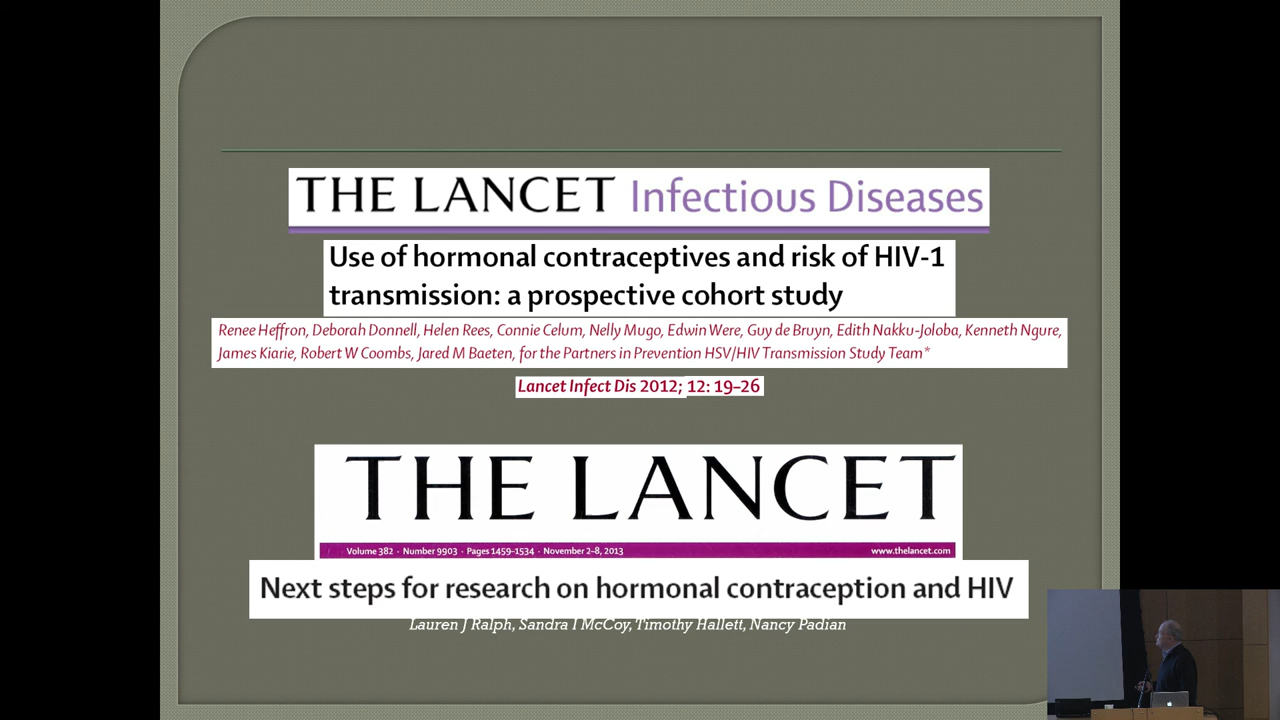 THE LANCET Infectious Diseases
Use of hormonal contraceptives and risk of HIV-1
transmission: a prospective cohort study
Renee Heffron, Deborah Donnell, Helen Rees, Connie Celum, Nelly Mugo, Edwin Were, Guy de Bruyn, Edith Nakku-Joloba, Kenneth Ngure,
James Kiarie, Robert W Coombs, Jared M Baeten, for the Partners in Prevention HSV/HIV Transmission Study Team*
Lancet Infect Dis 2012; 12: 19–26
THE LANCET
Volume 382 · Number 9903 · Pages 1459–1534 · November 2–8, 2013 www.thelancet.com
Next steps for research on hormonal contraception and HIV
Lauren J Ralph, Sandra I McCoy, Timothy Hallett, Nancy Padian